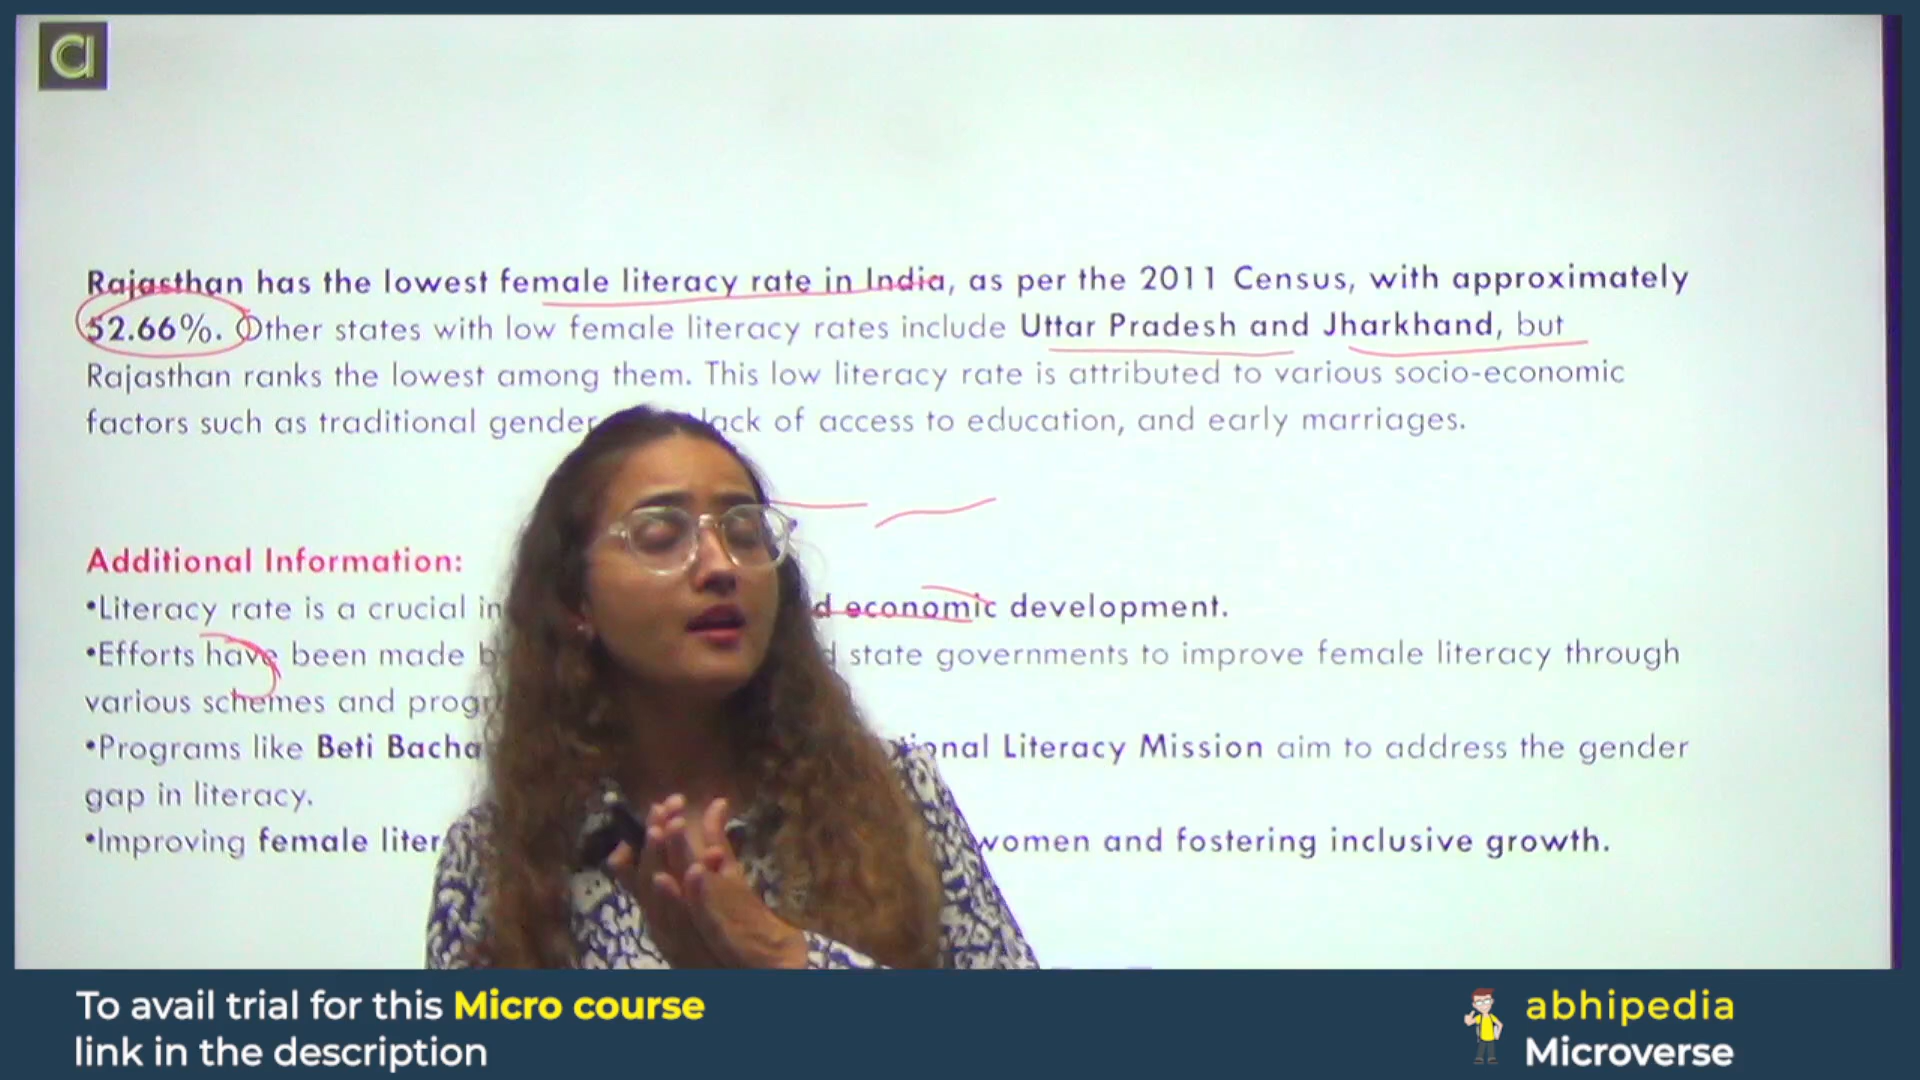 a
Rajasthan has the lowest female literacy rate in India, as per the 2011 Census, with approximately
52.66%. Other states with low female literacy rates include Uttar Pradesh and Jharkhand, but
Rajasthan ranks the lowest among them. This low literacy rate is attributed to various socio-economic
factors such as traditional gender lack of access to education, and early marriages.
Additional Information:
•Literacy rate is a crucial economic development.
•Efforts have been made state governments to improve female literacy through
various schemes and
•Programs like Beti Literacy Mission aim to address the gender
gap in literacy.
•Improving female women and fostering inclusive growth.
To avail trial for this Micro course
link in the description
abhipedia
Microverse